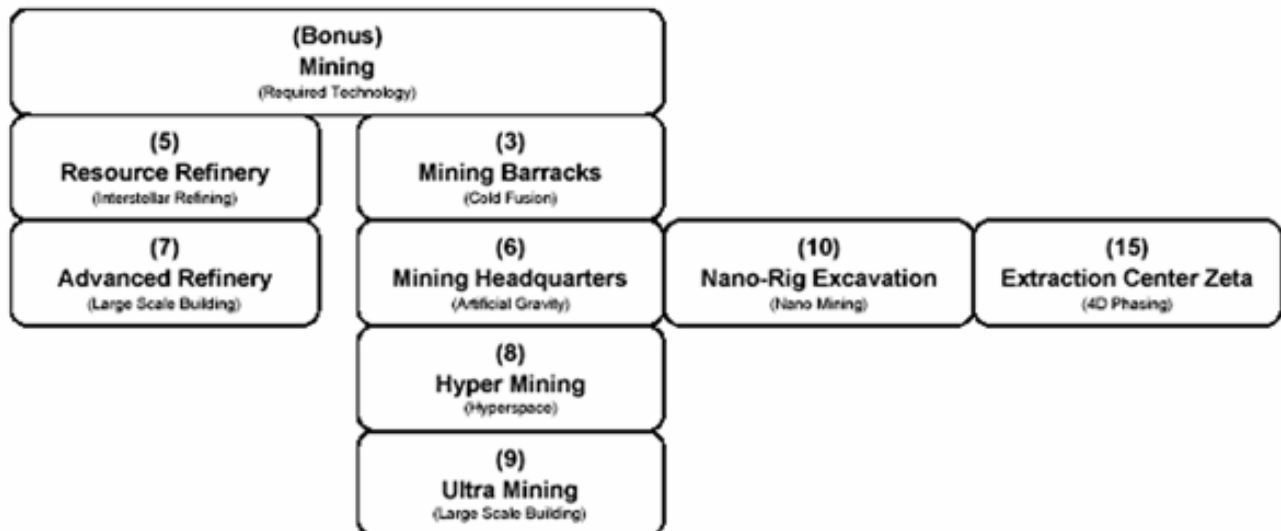 (Bonus)
Mining
(Required Technology)
(5)
Resource Refinery
(Interstellar Refining)
(3)
Mining Barracks
(Cold Fusion)
(7)
Advanced Refinery
(Large Scale Building)
(6)
Mining Headquarters
(Artificial Gravity)
(10)
Nano-Rig Excavation
(Nano Mining)
(15)
Extraction Center Zeta
(4D Phasing)
(8)
Hyper Mining
(Hyperspace)
(9)
Ultra Mining
(Large Scale Building)